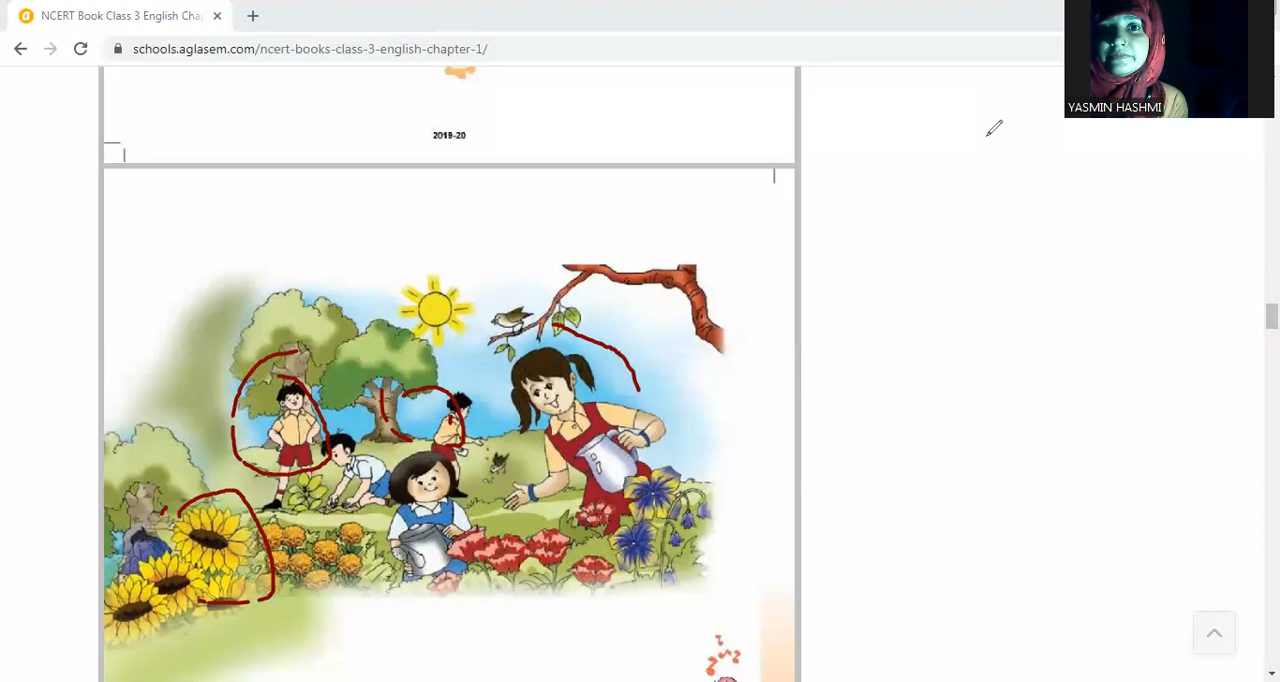 NCERT Book Class 3 English Cha
schools.aglasem.com/ncert-books-class-3-english-chapter-1/
YASMIN HASHMI
2019-20